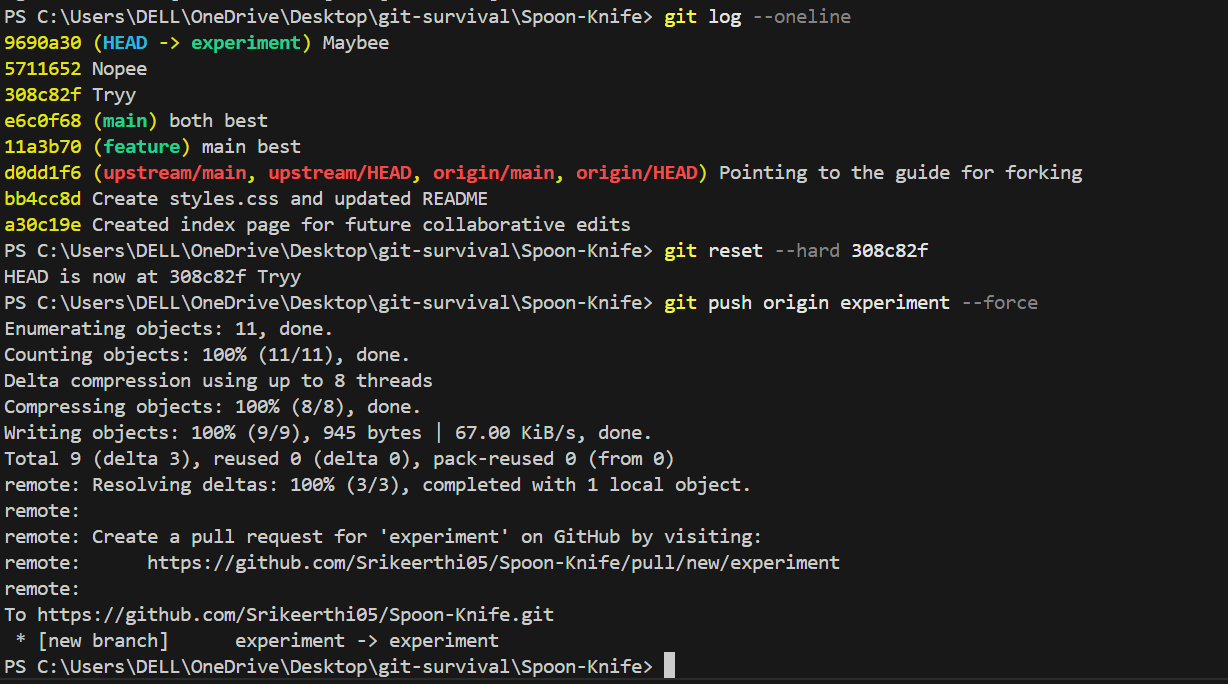 PS C:\Users\DELL\OneDrive\Desktop\git-survival\Spoon-Knife> git log --oneline
9690a30 (HEAD -> experiment) Maybee
5711652 Nopee
308c82f Tryy
e6c0f68 (main) both best
11a3b70 (feature) main best
d0dd1f6 (upstream/main, upstream/HEAD, origin/main, origin/HEAD) Pointing to the guide for forking
bb4cc8d Create styles.css and updated README
a30c19e Created index page for future collaborative edits
PS C:\Users\DELL\OneDrive\Desktop\git-survival\Spoon-Knife> git reset --hard 308c82f
HEAD is now at 308c82f Tryy
PS C:\Users\DELL\OneDrive\Desktop\git-survival\Spoon-Knife> git push origin experiment --force
Enumerating objects: 11, done.
Counting objects: 100% (11/11), done.
Delta compression using up to 8 threads
Compressing objects: 100% (8/8), done.
Writing objects: 100% (9/9), 945 bytes | 67.00 KiB/s, done.
Total 9 (delta 3), reused 0 (delta 0), pack-reused 0 (from 0)
remote: Resolving deltas: 100% (3/3), completed with 1 local object.
remote:
remote: Create a pull request for 'experiment' on GitHub by visiting:
remote:      https://github.com/Srikeerthi05/Spoon-Knife/pull/new/experiment
remote:
To https://github.com/Srikeerthi05/Spoon-Knife.git
 * [new branch]      experiment -> experiment
PS C:\Users\DELL\OneDrive\Desktop\git-survival\Spoon-Knife>